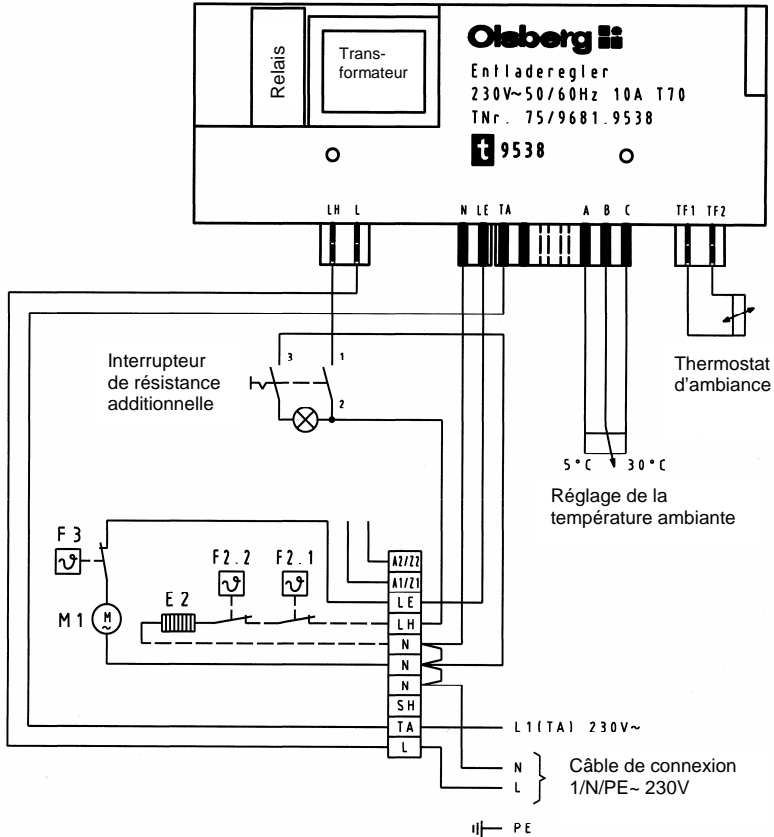 Relais
Trans-
formateur
Olsberg
Entladeregler
230V~50/60Hz 10A T70
TNr. 75/9681.9538
t 9538
LH L N LE TA A B C TF1 TF2
Interrupteur
de résistance
additionnelle
3 1
2
Thermostat
d'ambiance
5°C 30°C
Réglage de la
température ambiante
F3
F2.2 F2.1
E2
M1
M
~
ϑ
ϑ
ϑ
A2/Z2
A1/Z1
LE
LH
N
N
N
SH
TA
L
L1(TA) 230V~
N
L
Câble de connexion
1/N/PE~ 230V
PE